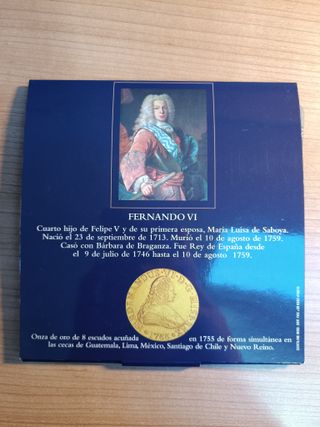 FERNANDO VI
Cuarto hijo de Felipe V y de su primera esposa, María Luisa de Saboya.
Nació el 23 de septiembre de 1713. Murió el 10 de agosto de 1759.
Casó con Bárbara de Braganza. Fue Rey de España desde
el 9 de julio de 1746 hasta el 10 de agosto 1759.
Onza de oro de 8 escudos acuñada en 1755 de forma simultánea en
las cecas de Guatemala, Lima, México, Santiago de Chile y Nuevo Reino.